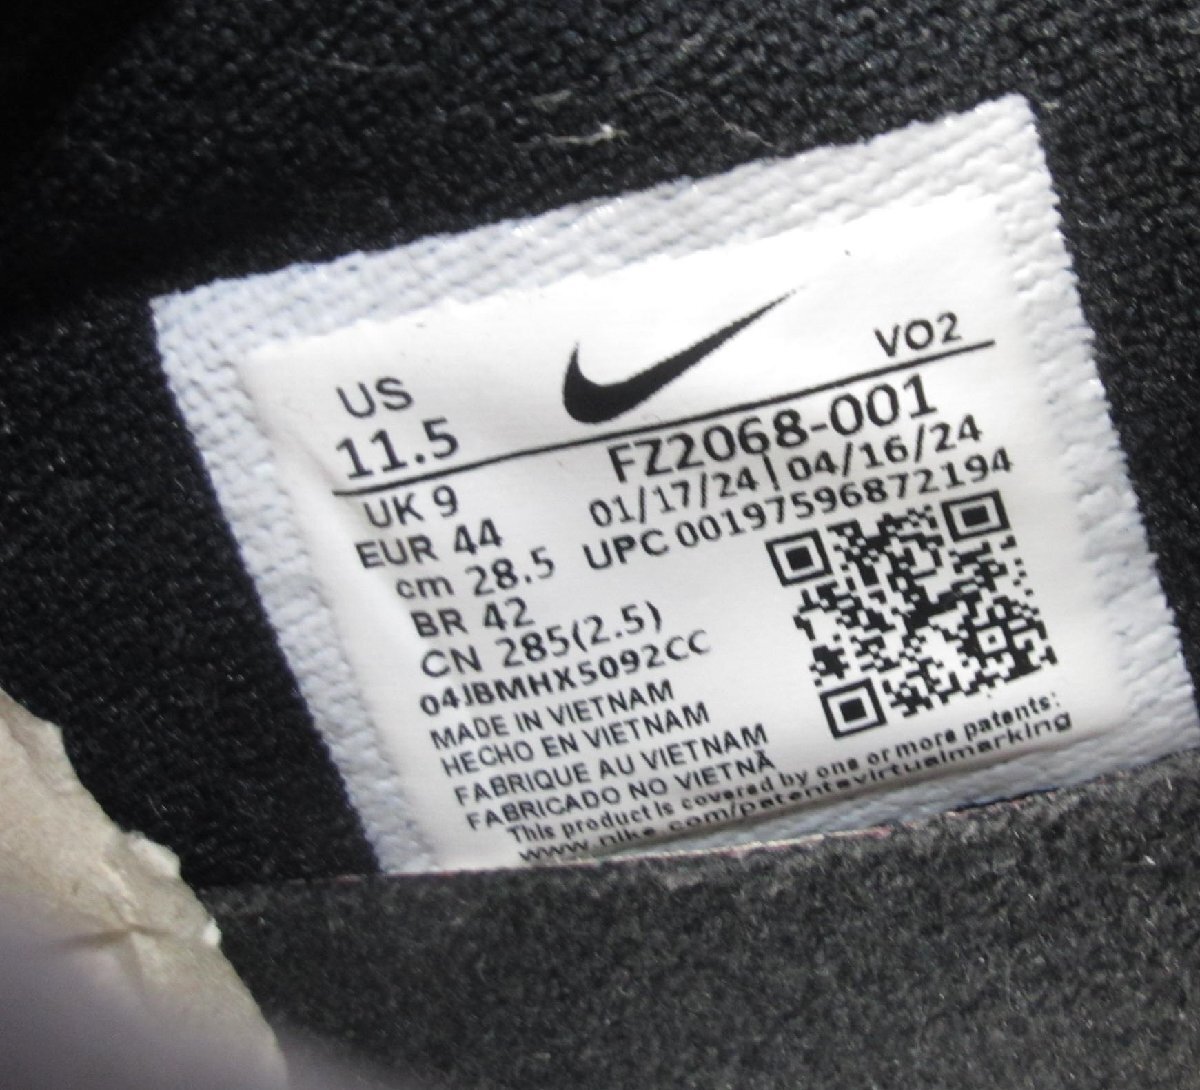 US
11.5
VO2
UK 9
EUR 44
cm 28.5
BR 42
CN 285(2.5)
FZ2068-001
01/17/24 | 04/16/24
UPC 00197596872194
04JBMHX5092CC
MADE IN VIETNAM
HECHO EN VIETNAM
FABRIQUE AU VIETNAM
FABRICADO NO VIETNÃ
This product is covered by one or more patents:
www.nike.com/patentsvirtualmarking